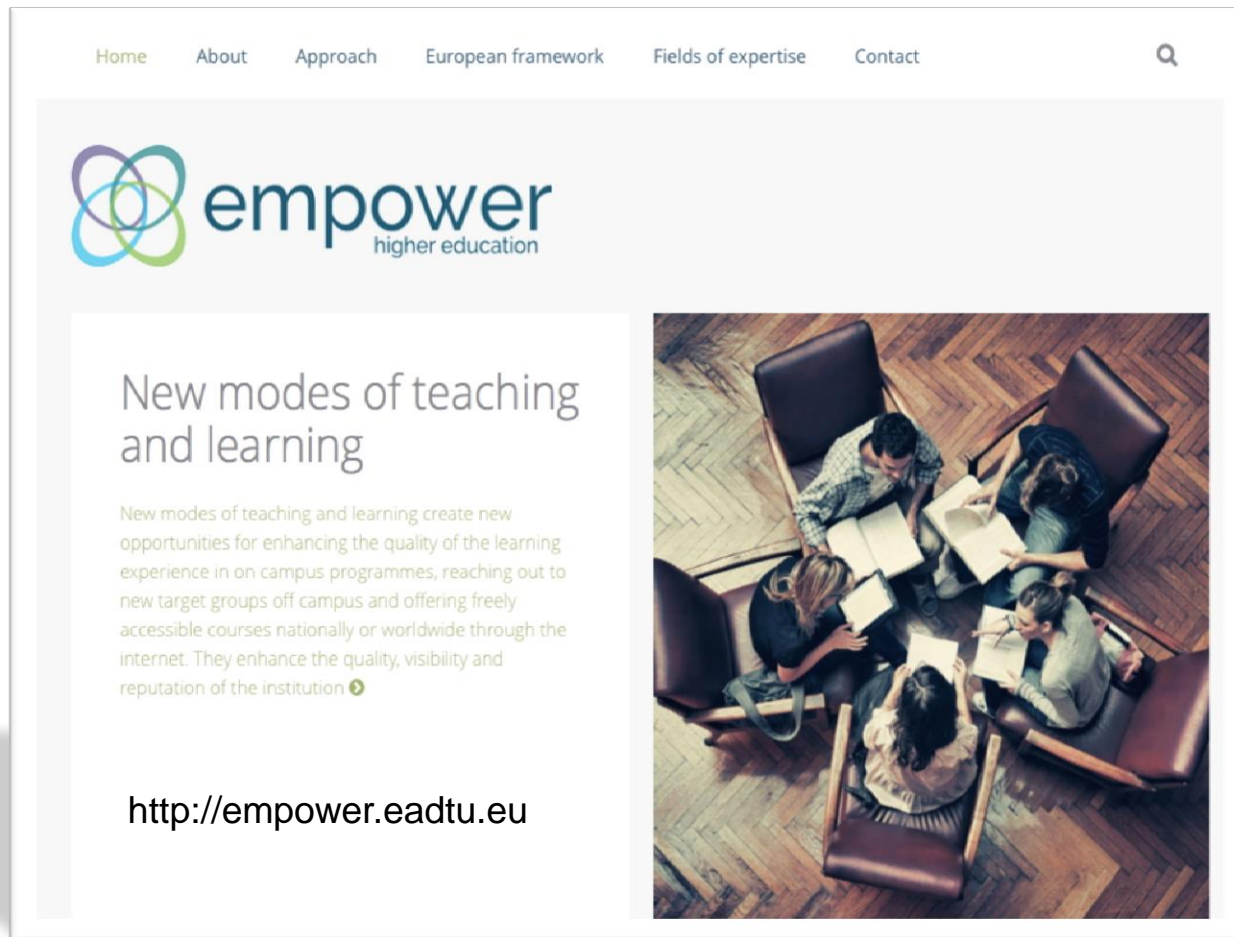 Home About Approach European framework Fields of expertise Contact
empower
higher education
New modes of teaching
and learning
New modes of teaching and learning create new
opportunities for enhancing the quality of the learning
experience in on campus programmes, reaching out to
new target groups off campus and offering freely
accessible courses nationally or worldwide through the
internet. They enhance the quality, visibility and
reputation of the institution
http://empower.eadtu.eu